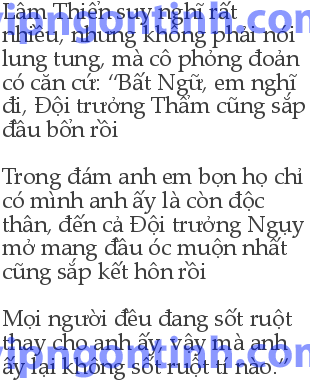 Lâm Thiển suy nghĩ rất
nhiều, nhưng không phải nói
lung tung, mà cô phỏng đoán
có căn cứ: “Bất Ngữ, em nghĩ
đi, Đội trưởng Thẩm cũng sắp
đầu bốn rồi
Trong đám anh em bọn họ chỉ
có mình anh ấy là còn độc
thân, đến cả Đội trưởng Ngụy
mở mang đầu óc muộn nhất
cũng sắp kết hôn rồi
Mọi người đều đang sốt ruột
thay cho anh ấy, vậy mà anh
ấy lại không sốt ruột tí nào.”